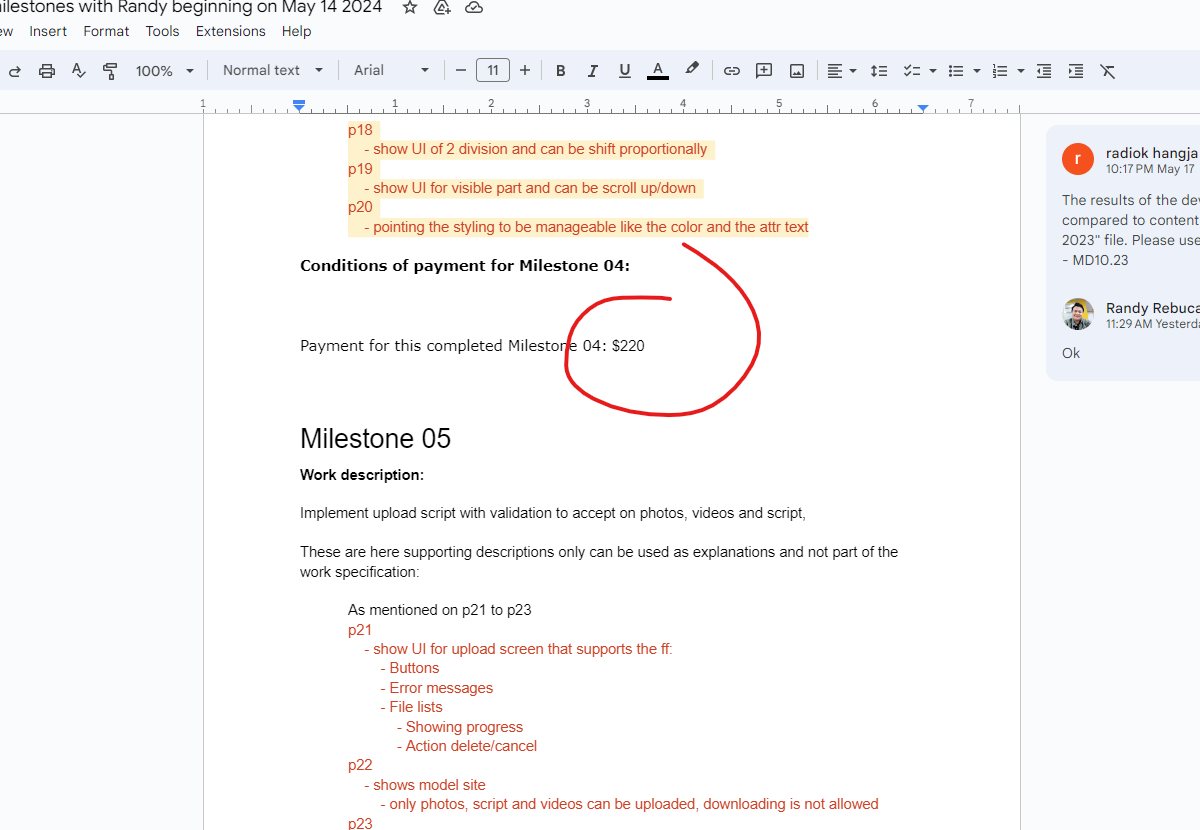 ilestones with Randy beginning on May 14 2024
ew Insert Format Tools Extensions Help
100% Normal text Arial 11 B I U A
1 1 2 3 4 5 6 7
p18
- show UI of 2 division and can be shift proportionally
p19
- show UI for visible part and can be scroll up/down
p20
- pointing the styling to be manageable like the color and the attr text
Conditions of payment for Milestone 04:
Payment for this completed Milestone 04: $220
Milestone 05
Work description:
Implement upload script with validation to accept on photos, videos and script,
These are here supporting descriptions only can be used as explanations and not part of the
work specification:
As mentioned on p21 to p23
p21
- show UI for upload screen that supports the ff:
- Buttons
- Error messages
- File lists
- Showing progress
- Action delete/cancel
p22
- shows model site
- only photos, script and videos can be uploaded, downloading is not allowed
p23
r
radiok hangja
10:17 PM May 17
The results of the dev
compared to content
2023" file. Please use
- MD10.23
Randy Rebuca
11:29 AM Yesterda
Ok